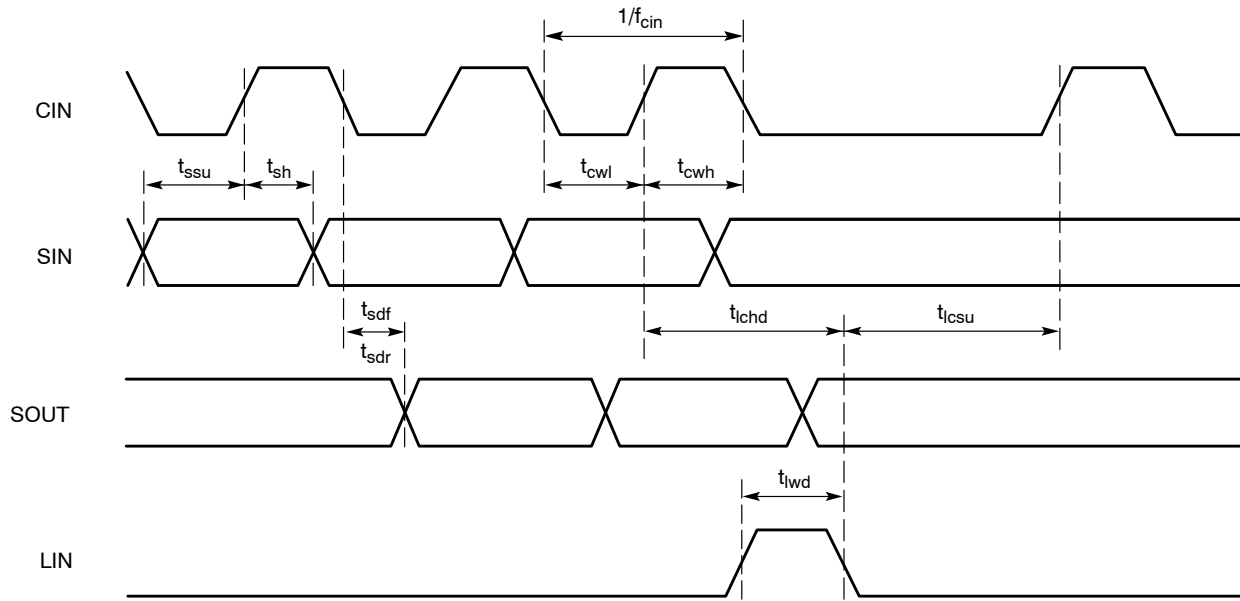 1/fcin
CIN
tssu
tsh
tcwl
tcwh
SIN
tsdf
tsdr
tlchd
tlcsu
SOUT
tlwd
LIN